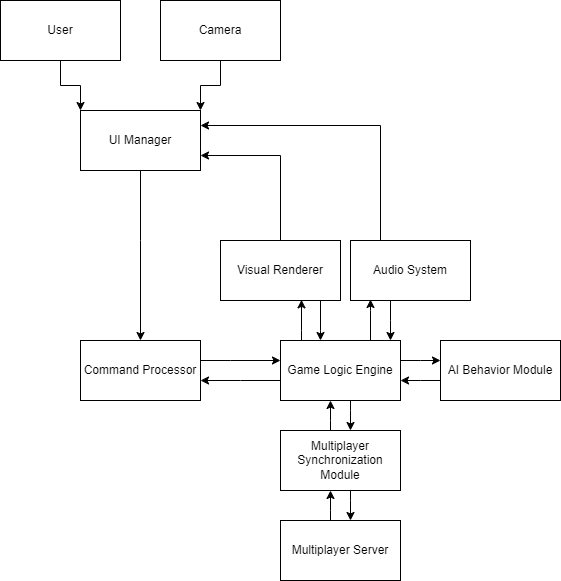 User
Camera
UI Manager
Visual Renderer
Audio System
Command Processor
Game Logic Engine
AI Behavior Module
Multiplayer
Synchronization
Module
Multiplayer Server